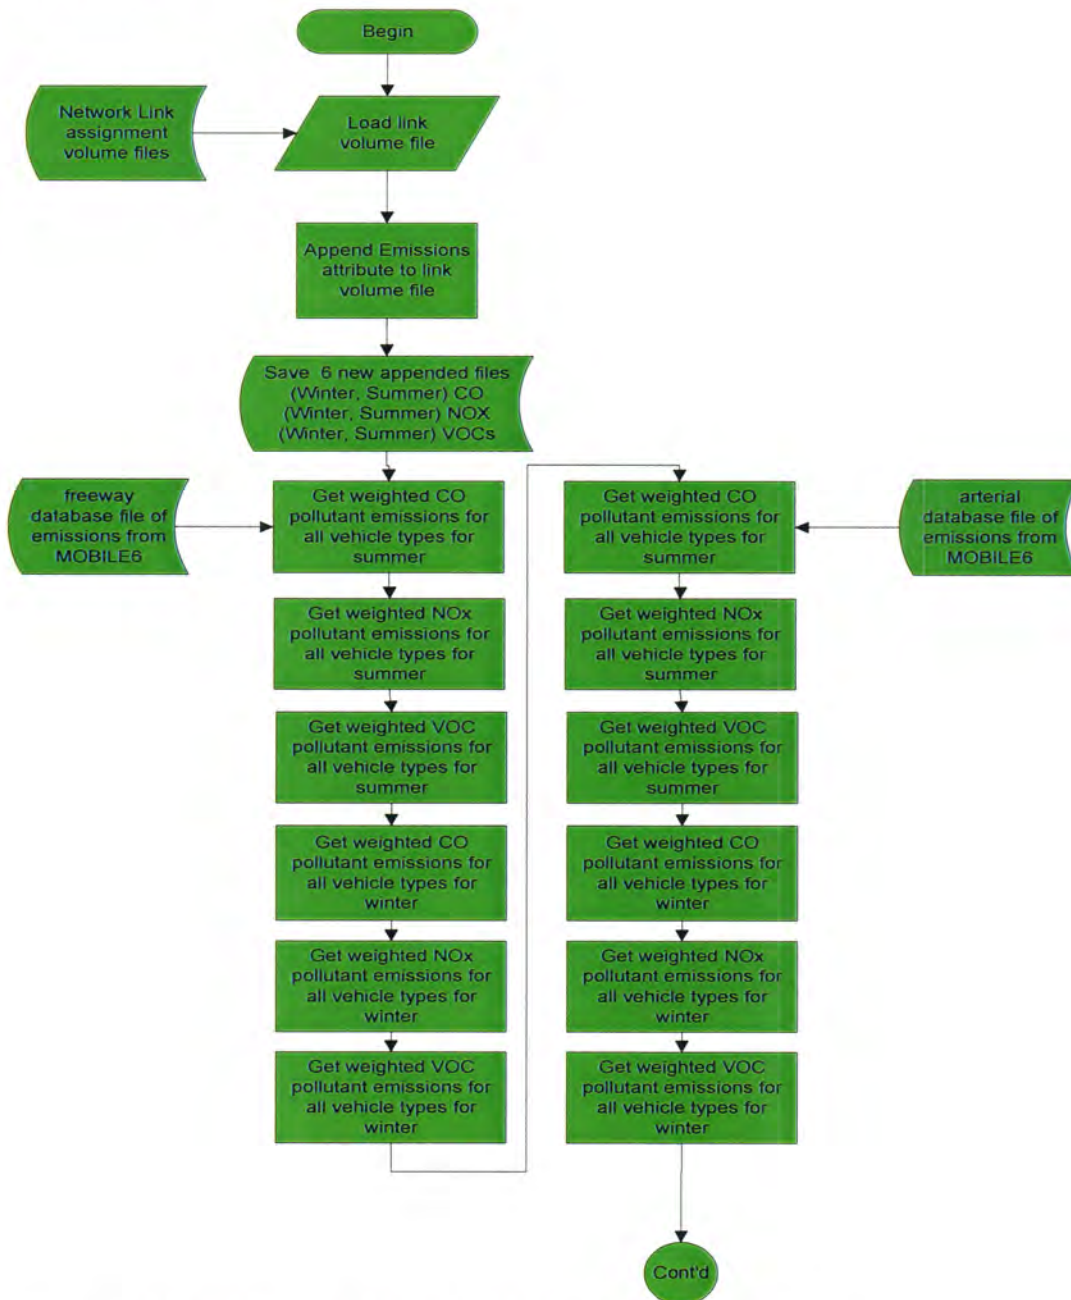 Begin
Network Link
assignment
volume files
Load link
volume file
Append Emissions
attribute to link
volume file
Save 6 new appended files
(Winter, Summer) CO
(Winter, Summer) NOX
(Winter, Summer) VOCs
freeway
database file of
emissions from
MOBILE6
Get weighted CO
pollutant emissions for
all vehicle types for
summer
Get weighted NOx
pollutant emissions for
all vehicle types for
summer
Get weighted VOC
pollutant emissions for
all vehicle types for
summer
Get weighted CO
pollutant emissions for
all vehicle types for
winter
Get weighted NOx
pollutant emissions for
all vehicle types for
winter
Get weighted VOC
pollutant emissions for
all vehicle types for
winter
Get weighted CO
pollutant emissions for
all vehicle types for
summer
arterial
database file of
emissions from
MOBILE6
Get weighted NOx
pollutant emissions for
all vehicle types for
summer
Get weighted VOC
pollutant emissions for
all vehicle types for
summer
Get weighted CO
pollutant emissions for
all vehicle types for
winter
Get weighted NOx
pollutant emissions for
all vehicle types for
winter
Get weighted VOC
pollutant emissions for
all vehicle types for
winter
Cont'd